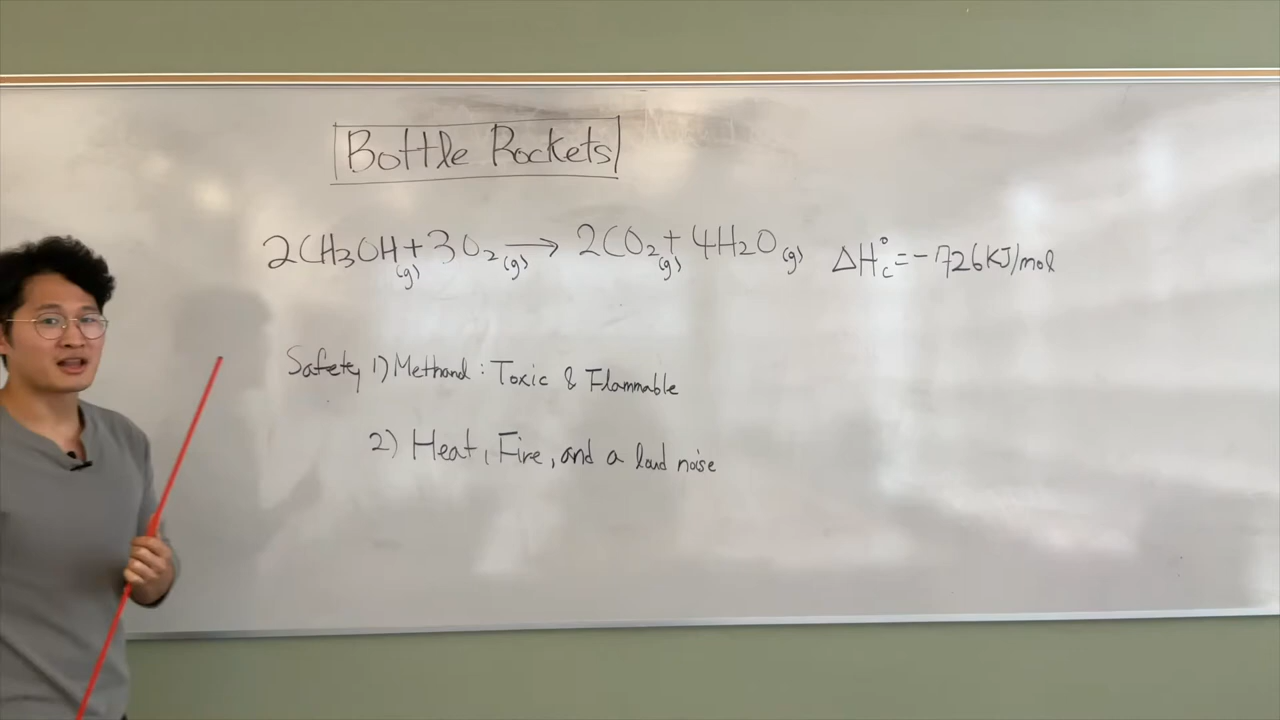 Bottle Rockets
2CH3OH(g) + 3O2(g) → 2CO2(g) + 4H2O(g) ΔH°c = -726KJ/mol
Safety 1) Methanol : Toxic & Flammable
2) Heat, Fire, and a loud noise